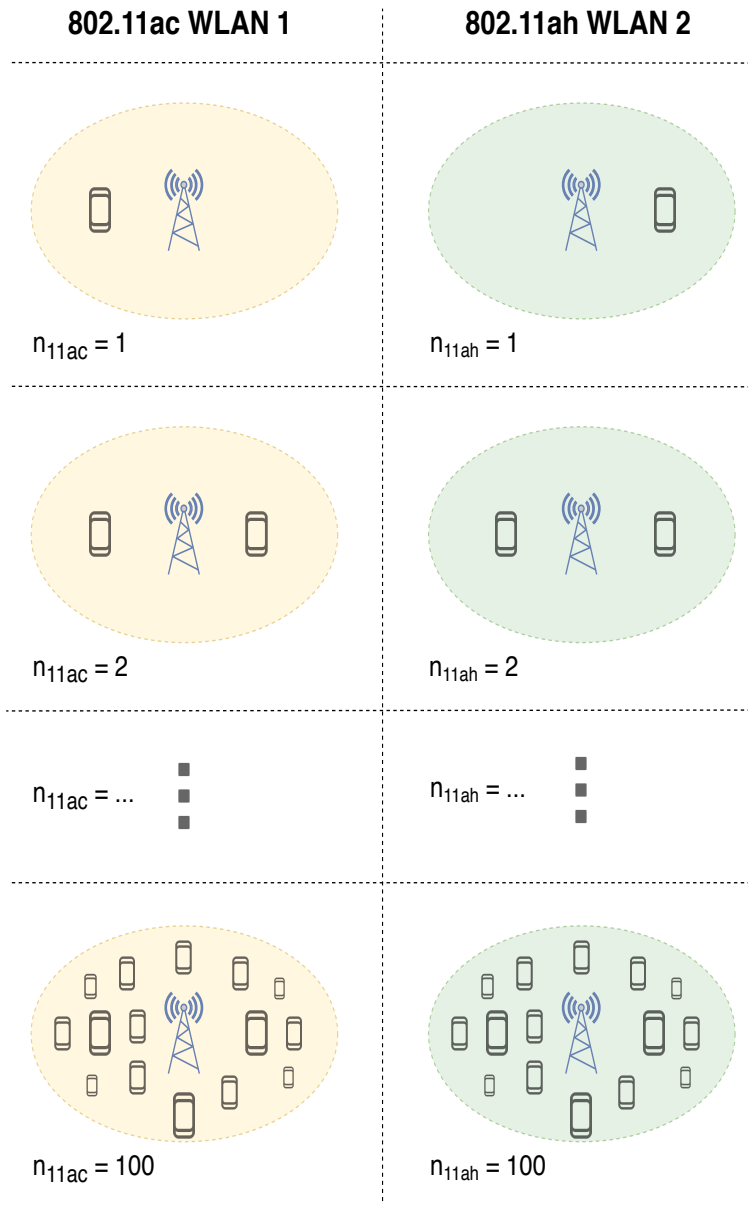 802.11ac WLAN 1
802.11ah WLAN 2
n11ac = 1
n11ah = 1
n11ac = 2
n11ah = 2
n11ac = ...
n11ah = ...
n11ac = 100
n11ah = 100